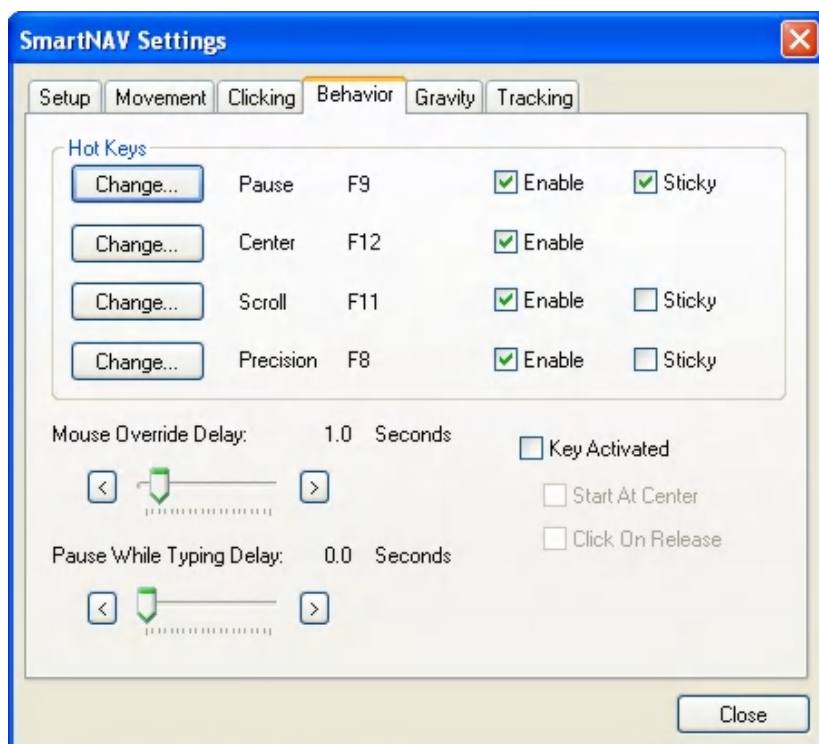 SmartNAV Settings
Setup Movement Clicking Behavior Gravity Tracking
Hot Keys
Change... Pause F9 Enable Sticky
Change... Center F12 Enable
Change... Scroll F11 Enable Sticky
Change... Precision F8 Enable Sticky
Mouse Override Delay: 1.0 Seconds
Key Activated
< >
Start At Center
Click On Release
Pause While Typing Delay: 0.0 Seconds
< >
Close